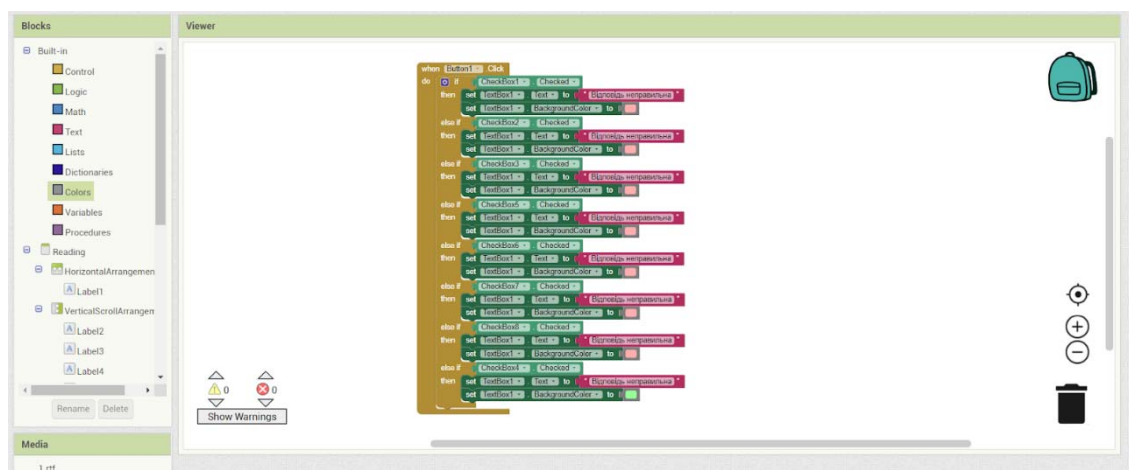 Blocks
Viewer
Built-in
Control
Logic
Math
Text
Lists
Dictionaries
Colors
Variables
Procedures
Reading
HorizontalArrangemen
Label1
VerticalScrollArrangem
Label2
Label3
Label4
Rename Delete
Media
1.rtf
when Button1 Click
do if CheckBox1 . Checked
then set TextBox1 . Text to " Відповідь неправильна "
set TextBox1 . BackgroundColor to
else if CheckBox2 . Checked
then set TextBox1 . Text to " Відповідь неправильна "
set TextBox1 . BackgroundColor to
else if CheckBox3 . Checked
then set TextBox1 . Text to " Відповідь неправильна "
set TextBox1 . BackgroundColor to
else if CheckBox5 . Checked
then set TextBox1 . Text to " Відповідь неправильна "
set TextBox1 . BackgroundColor to
else if CheckBox6 . Checked
then set TextBox1 . Text to " Відповідь неправильна "
set TextBox1 . BackgroundColor to
else if CheckBox7 . Checked
then set TextBox1 . Text to " Відповідь неправильна "
set TextBox1 . BackgroundColor to
else if CheckBox8 . Checked
then set TextBox1 . Text to " Відповідь неправильна "
set TextBox1 . BackgroundColor to
else if CheckBox4 . Checked
then set TextBox1 . Text to " Відповідь неправильна "
set TextBox1 . BackgroundColor to
0 0
Show Warnings